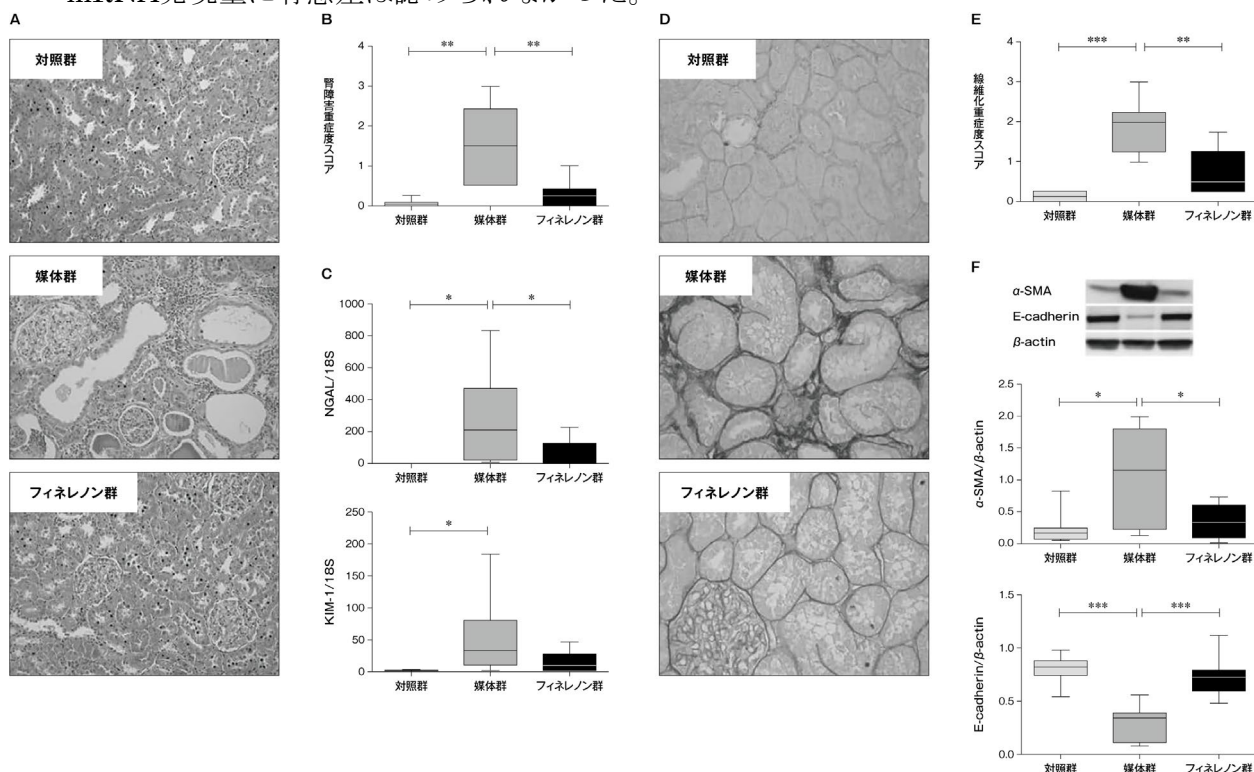 mRNA発現量に有意差は認められなかった。
A
対照群
媒体群
フィネレノン群
B
腎障害重症度スコア
4
3
2
1
0
** **
対照群 媒体群 フィネレノン群
C
NGAL/18S
1000
800
600
400
200
0
* *
対照群 媒体群 フィネレノン群
KIM-1/18S
250
200
150
100
50
0
*
対照群 媒体群 フィネレノン群
D
対照群
媒体群
フィネレノン群
E
線維化重症度スコア
4
3
2
1
0
*** **
対照群 媒体群 フィネレノン群
F
α-SMA
E-cadherin
β-actin
α-SMA/β-actin
2.5
2.0
1.5
1.0
0.5
0.0
* *
対照群 媒体群 フィネレノン群
E-cadherin/β-actin
1.5
1.0
0.5
0.0
*** ***
対照群 媒体群 フィネレノン群